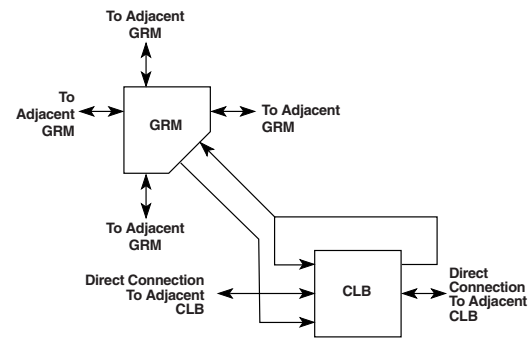 To Adjacent
GRM
To
Adjacent
GRM
GRM
To Adjacent
GRM
To Adjacent
GRM
Direct Connection
To Adjacent
CLB
CLB
Direct
Connection
To Adjacent
CLB